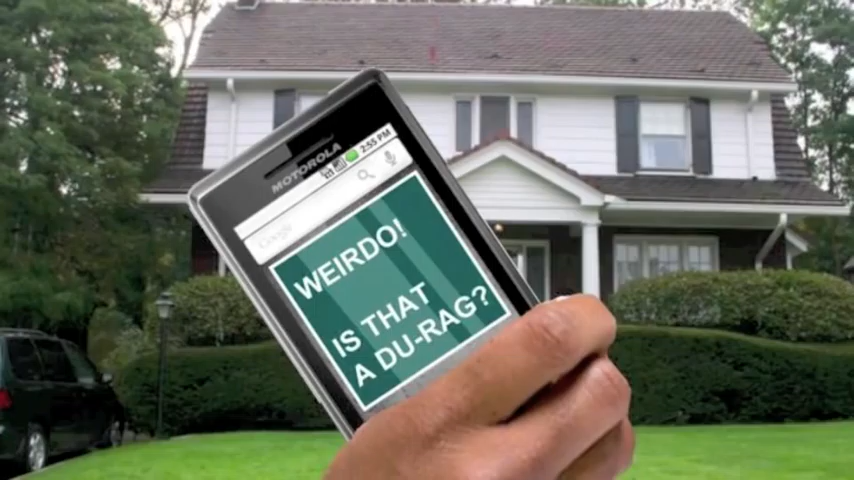 MOTOROLA
2:55 PM
Google
WEIRDO!
IS THAT
A DU-RAG?